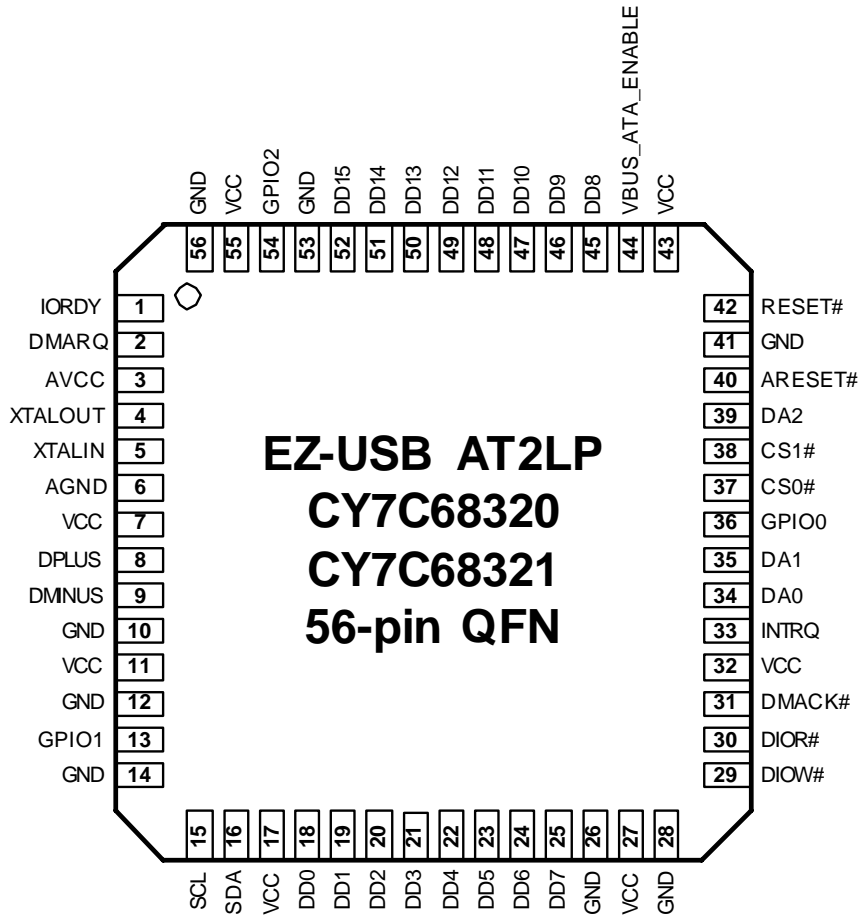 GND VCC GPIO2 GND DD15 DD14 DD13 DD12 DD11 DD10 DD9 DD8 VBUS_ATA_ENABLE VCC
56 55 54 53 52 51 50 49 48 47 46 45 44 43
IORDY 1
DMARQ 2
AVCC 3
XTALOUT 4
XTALIN 5
AGND 6
VCC 7
DPLUS 8
DMINUS 9
GND 10
VCC 11
GND 12
GPIO1 13
GND 14
EZ-USB AT2LP
CY7C68320
CY7C68321
56-pin QFN
42 RESET#
41 GND
40 ARESET#
39 DA2
38 CS1#
37 CS0#
36 GPIO0
35 DA1
34 DA0
33 INTRQ
32 VCC
31 DMACK#
30 DIOR#
29 DIOW#
15 16 17 18 19 20 21 22 23 24 25 26 27 28
SCL SDA VCC DD0 DD1 DD2 DD3 DD4 DD5 DD6 DD7 GND VCC GND